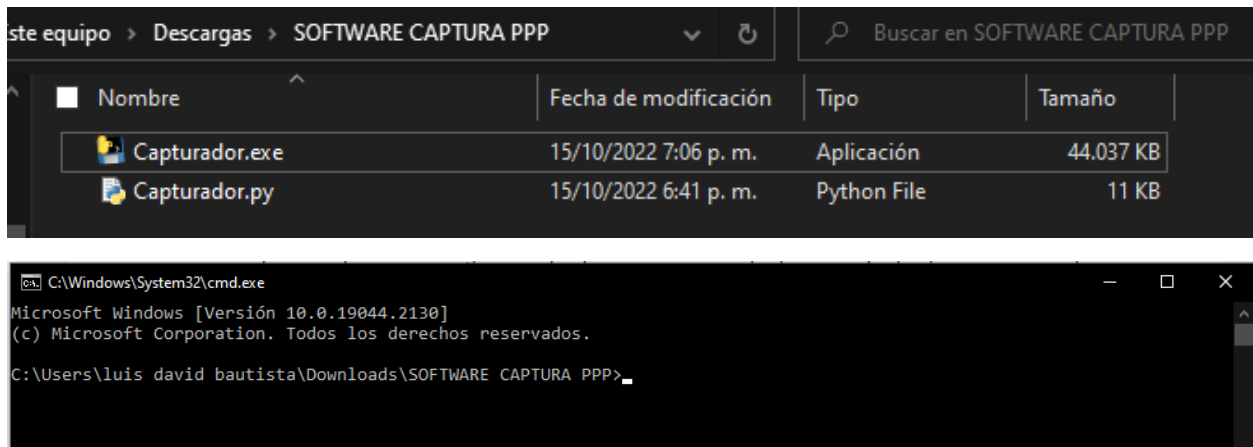 ste equipo > Descargas > SOFTWARE CAPTURA PPP Buscar en SOFTWARE CAPTURA PPP
Nombre Fecha de modificación Tipo Tamaño
Capturador.exe 15/10/2022 7:06 p. m. Aplicación 44.037 KB
Capturador.py 15/10/2022 6:41 p. m. Python File 11 KB
C:\Windows\System32\cmd.exe
Microsoft Windows [Versión 10.0.19044.2130]
(c) Microsoft Corporation. Todos los derechos reservados.
C:\Users\luis david bautista\Downloads\SOFTWARE CAPTURA PPP>